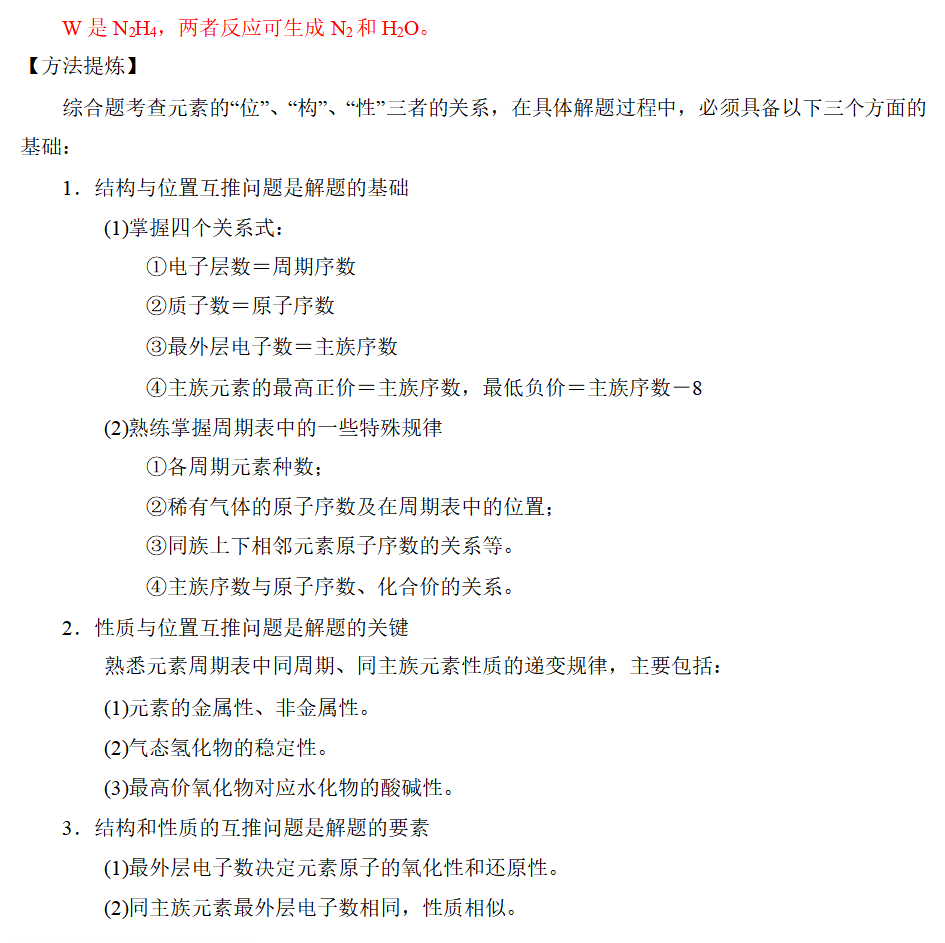 W 是 N₂H₄，两者反应可生成 N₂ 和 H₂O。
【方法提炼】
综合题考查元素的“位”、“构”、“性”三者的关系，在具体解题过程中，必须具备以下三个方面的
基础：
1．结构与位置互推问题是解题的基础
(1)掌握四个关系式：
①电子层数＝周期序数
②质子数＝原子序数
③最外层电子数＝主族序数
④主族元素的最高正价＝主族序数，最低负价＝主族序数－8
(2)熟练掌握周期表中的一些特殊规律
①各周期元素种数；
②稀有气体的原子序数及在周期表中的位置；
③同族上下相邻元素原子序数的关系等。
④主族序数与原子序数、化合价的关系。
2．性质与位置互推问题是解题的关键
熟悉元素周期表中同周期、同主族元素性质的递变规律，主要包括：
(1)元素的金属性、非金属性。
(2)气态氢化物的稳定性。
(3)最高价氧化物对应水化物的酸碱性。
3．结构和性质的互推问题是解题的要素
(1)最外层电子数决定元素原子的氧化性和还原性。
(2)同主族元素最外层电子数相同，性质相似。